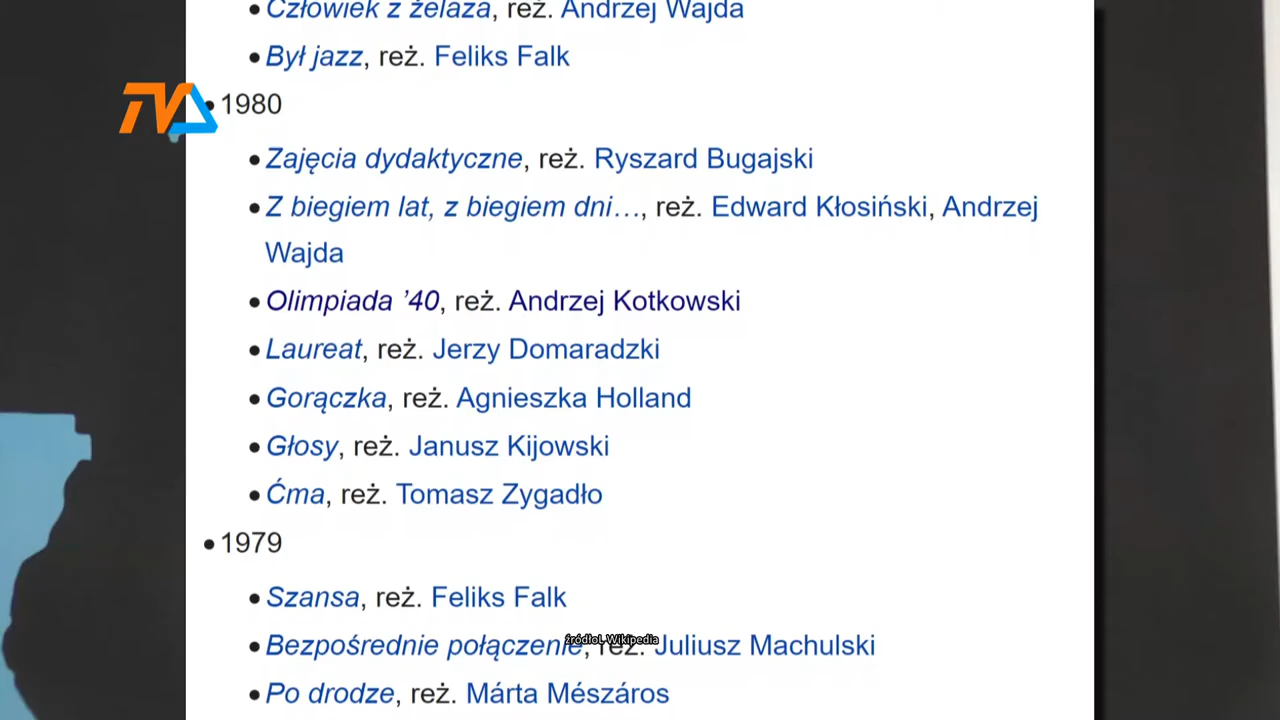 Człowiek z żelaza, reż. Andrzej Wajda
Był jazz, reż. Feliks Falk
TVA
1980
Zajęcia dydaktyczne, reż. Ryszard Bugajski
Z biegiem lat, z biegiem dni…, reż. Edward Kłosiński, Andrzej
Wajda
Olimpiada ’40, reż. Andrzej Kotkowski
Laureat, reż. Jerzy Domaradzki
Gorączka, reż. Agnieszka Holland
Głosy, reż. Janusz Kijowski
Ćma, reż. Tomasz Zygadło
1979
Szansa, reż. Feliks Falk
Bezpośrednie połączenie, reż. Juliusz Machulski
źródłoL Wikipedia
Po drodze, reż. Márta Mészáros